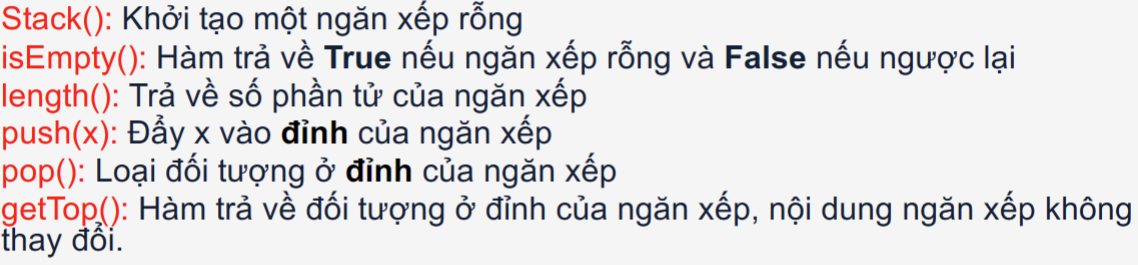 Stack(): Khởi tạo một ngăn xếp rỗng
isEmpty(): Hàm trả về True nếu ngăn xếp rỗng và False nếu ngược lại
length(): Trả về số phần tử của ngăn xếp
push(x): Đẩy x vào đỉnh của ngăn xếp
pop(): Loại đối tượng ở đỉnh của ngăn xếp
getTop(): Hàm trả về đối tượng ở đỉnh của ngăn xếp, nội dung ngăn xếp không
thay đổi.